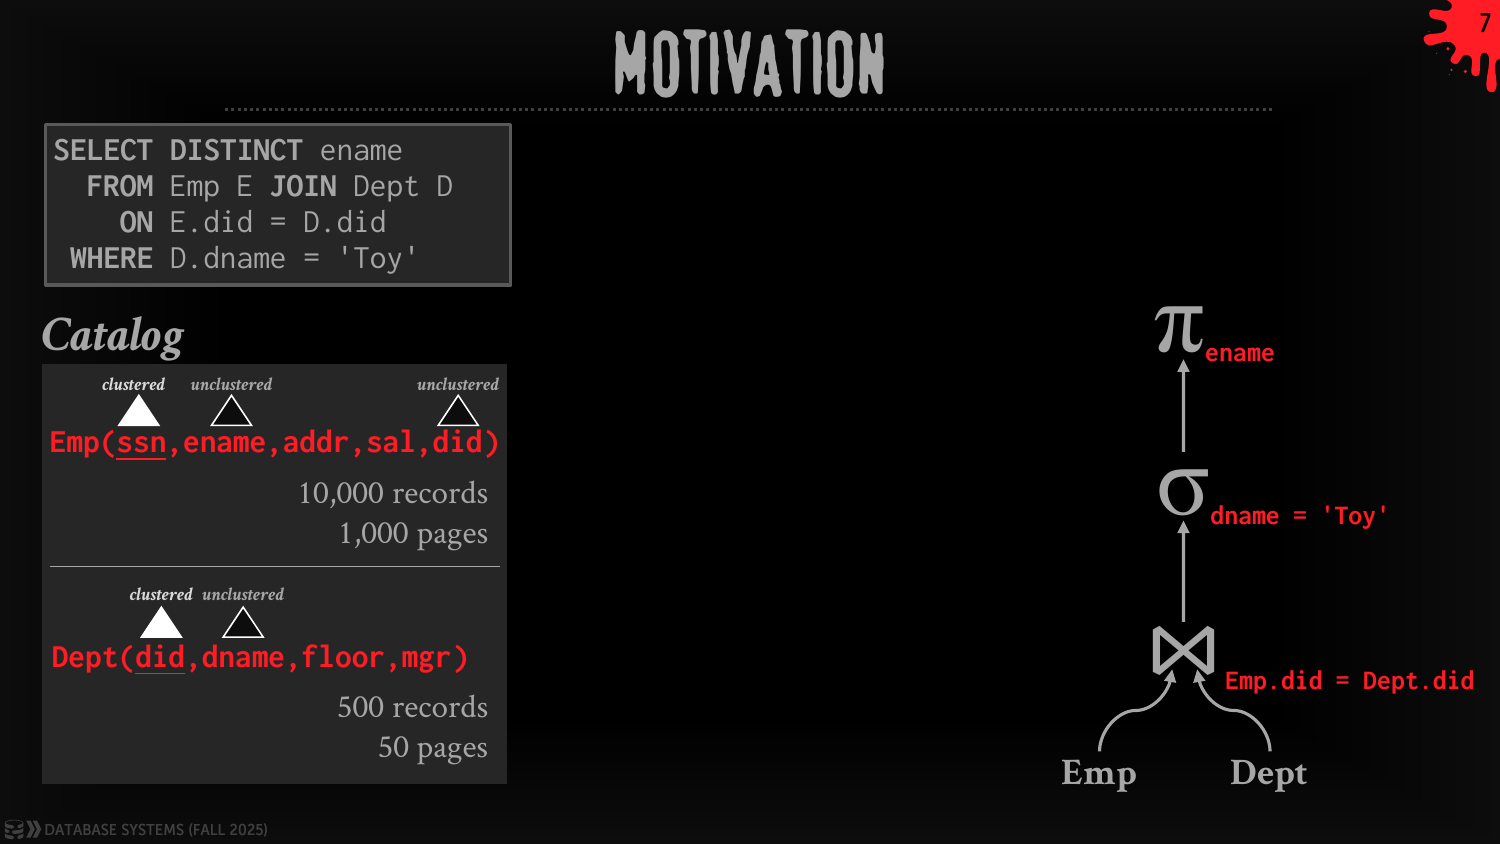 7
MOTIVATION
SELECT DISTINCT ename
FROM Emp E JOIN Dept D
ON E.did = D.did
WHERE D.dname = 'Toy'
Catalog
clustered unclustered unclustered
Emp(ssn,ename,addr,sal,did)
10,000 records
1,000 pages
clustered unclustered
Dept(did,dname,floor,mgr)
500 records
50 pages
π ename
σ dname = 'Toy'
⋈ Emp.did = Dept.did
Emp Dept
DATABASE SYSTEMS (FALL 2025)